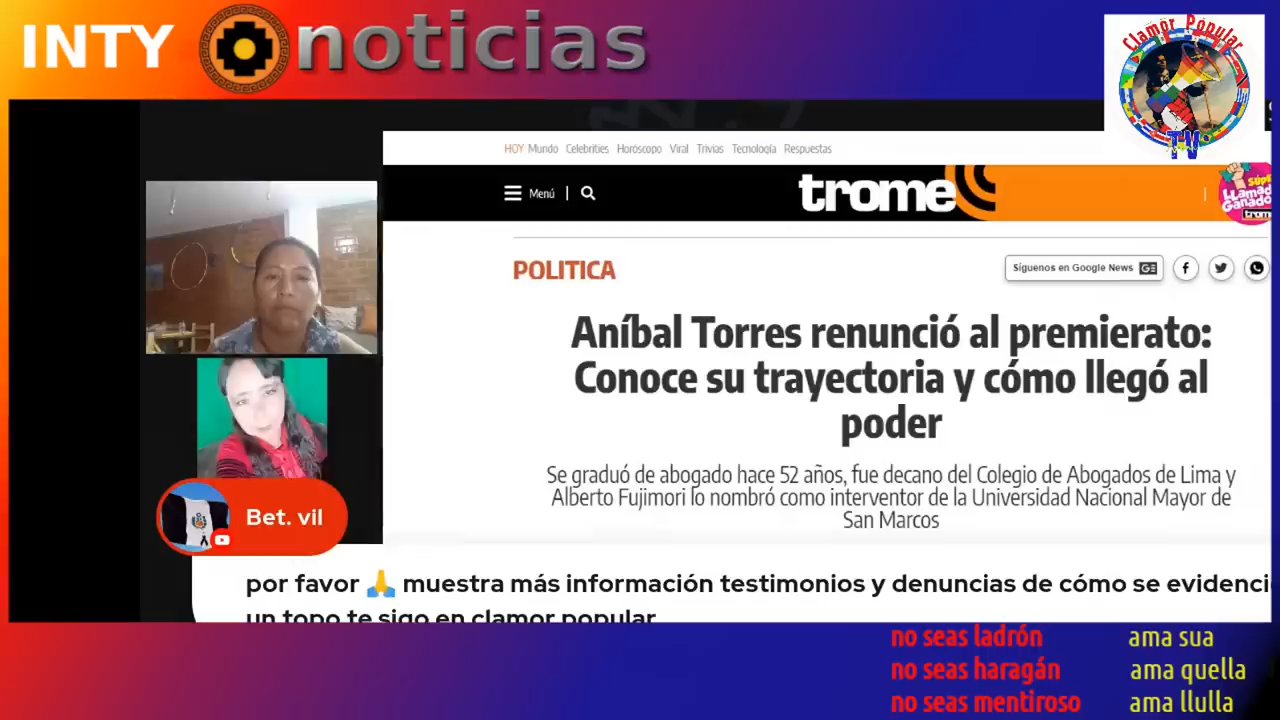 INTY noticias
Clamor Popular
TV
HOY Mundo Celebrities Horóscopo Viral Trivias Tecnología Respuestas
Menú
trome
LLamada
Ganadora
trome
POLITICA
Síguenos en Google News
Aníbal Torres renunció al premierato:
Conoce su trayectoria y cómo llegó al
poder
Se graduó de abogado hace 52 años, fue decano del Colegio de Abogados de Lima y
Alberto Fujimori lo nombró como interventor de la Universidad Nacional Mayor de
San Marcos
Bet. vil
por favor 🙏 muestra más información testimonios y denuncias de cómo se evidenci
un topo te sigo en clamor popular
no seas ladrón ama sua
no seas haragán ama quella
no seas mentiroso ama llulla